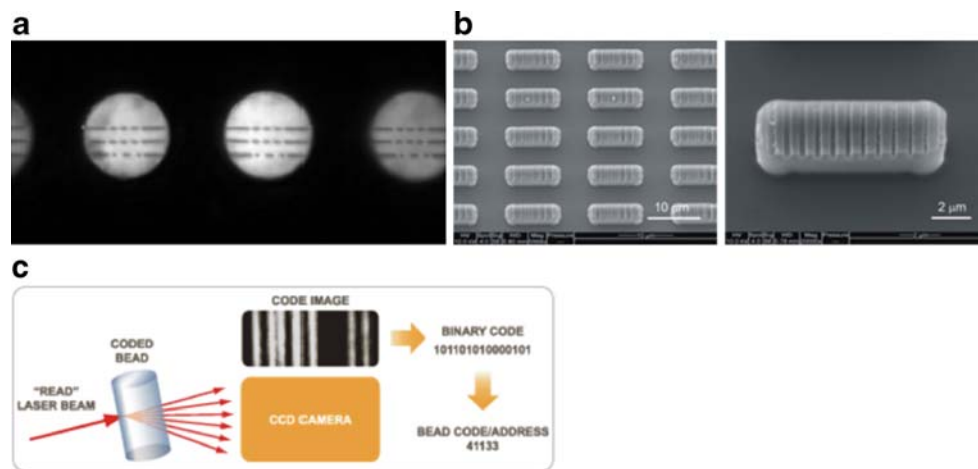 a
b
10 µm
2 µm
c
CODE IMAGE
CODED
BEAD
BINARY CODE
101101010000101
"READ"
LASER BEAM
CCD CAMERA
BEAD CODE/ADDRESS
41133